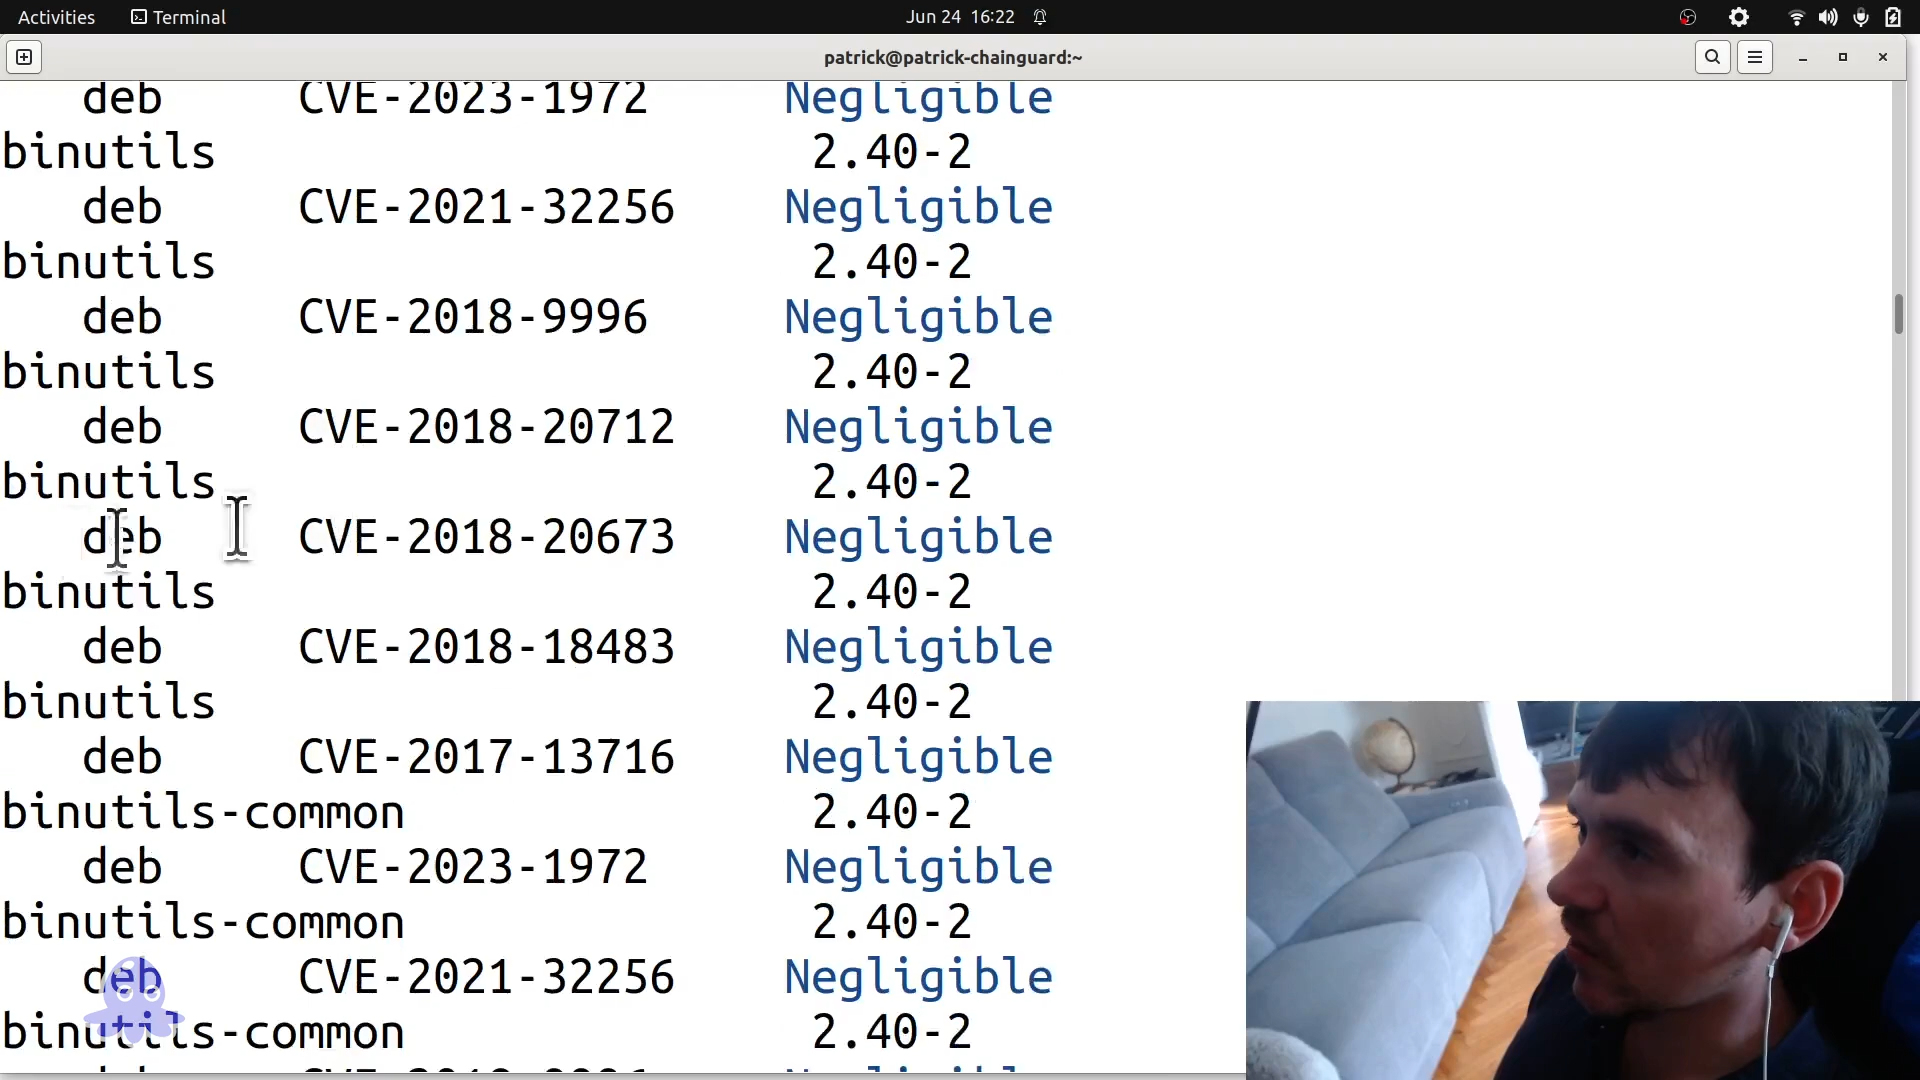 Activities
Terminal
Jun 24 16:22
patrick@patrick-chainguard:~
deb CVE-2023-1972 Negligible
binutils 2.40-2
deb CVE-2021-32256 Negligible
binutils 2.40-2
deb CVE-2018-9996 Negligible
binutils 2.40-2
deb CVE-2018-20712 Negligible
binutils 2.40-2
deb CVE-2018-20673 Negligible
binutils 2.40-2
deb CVE-2018-18483 Negligible
binutils 2.40-2
deb CVE-2017-13716 Negligible
binutils-common 2.40-2
deb CVE-2023-1972 Negligible
binutils-common 2.40-2
deb CVE-2021-32256 Negligible
binutils-common 2.40-2